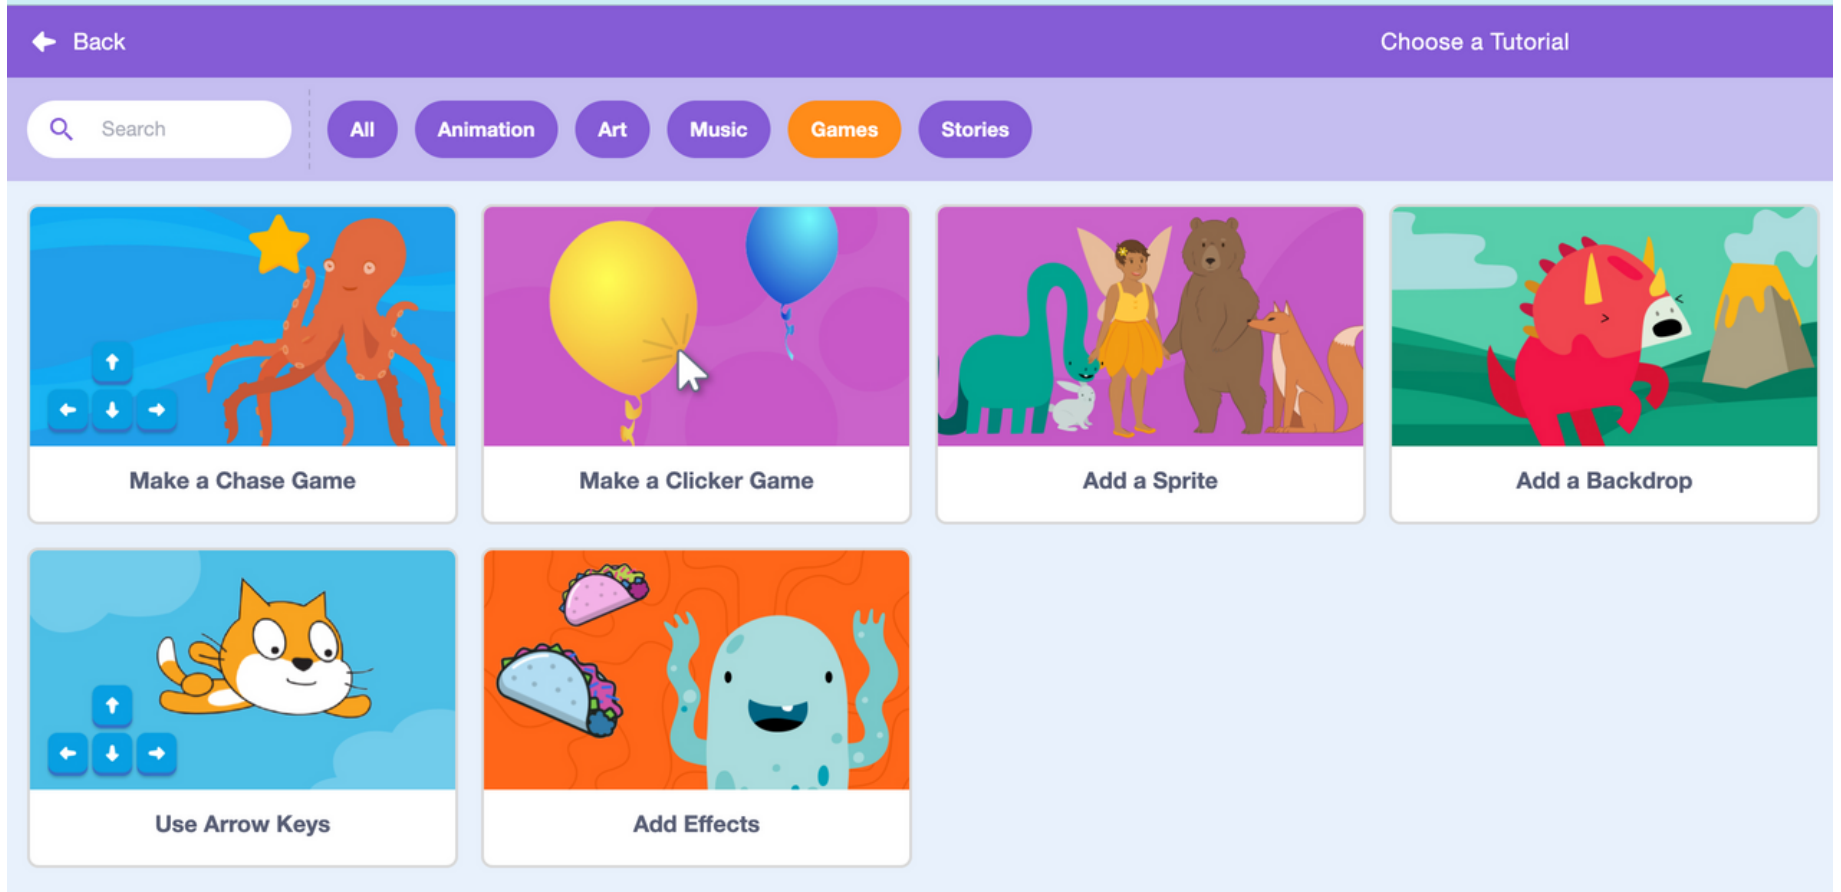 Back
Choose a Tutorial
Search
All
Animation
Art
Music
Games
Stories
Make a Chase Game
Make a Clicker Game
Add a Sprite
Add a Backdrop
Use Arrow Keys
Add Effects